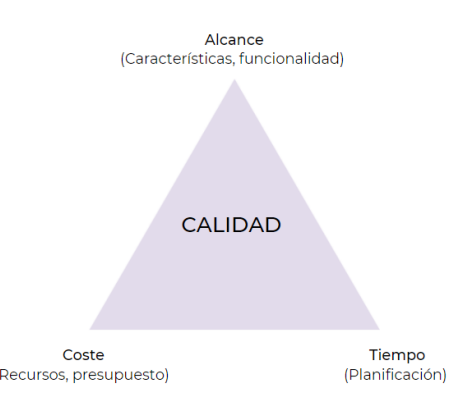 Alcance
(Características, funcionalidad)
CALIDAD
Coste
Recursos, presupuesto)
Tiempo
(Planificación)